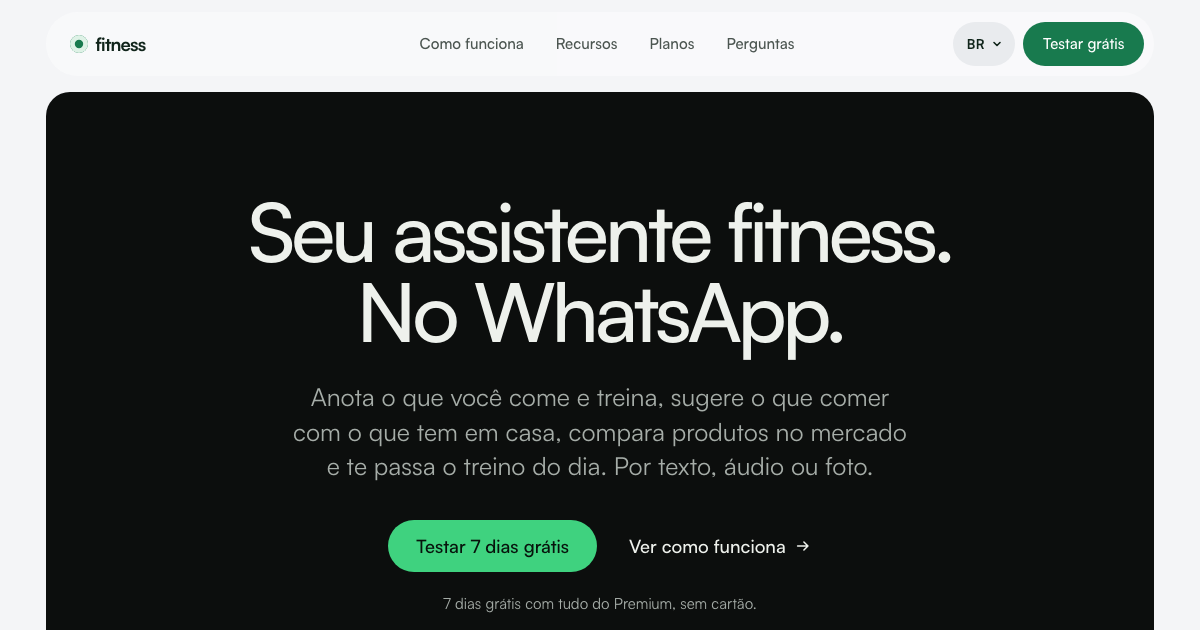 fitness
Como funciona
Recursos
Planos
Perguntas
BR
Testar grátis
Seu assistente fitness.
No WhatsApp.
Anota o que você come e treina, sugere o que comer
com o que tem em casa, compara produtos no mercado
e te passa o treino do dia. Por texto, áudio ou foto.
Testar 7 dias grátis
Ver como funciona →
7 dias grátis com tudo do Premium, sem cartão.